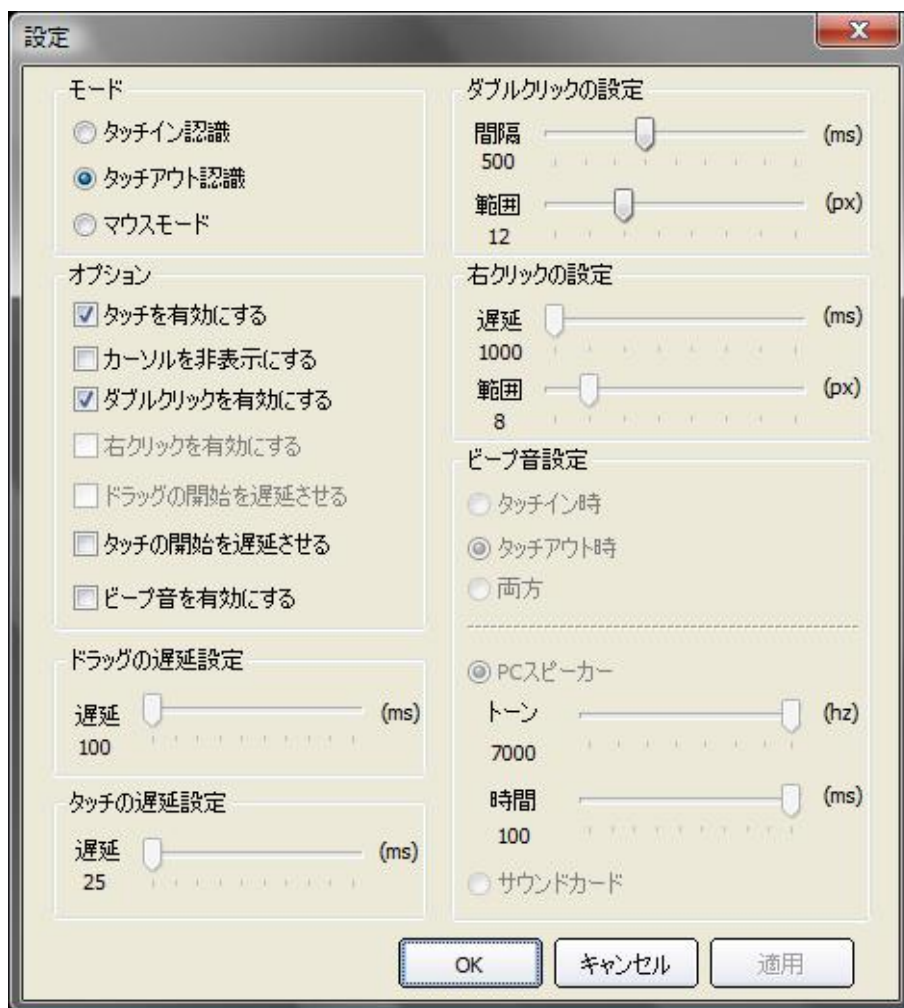 設定
モード
タッチイン認識
タッチアウト認識
マウスモード
オプション
タッチを有効にする
カーソルを非表示にする
ダブルクリックを有効にする
右クリックを有効にする
ドラッグの開始を遅延させる
タッチの開始を遅延させる
ビープ音を有効にする
ドラッグの遅延設定
遅延 (ms)
100
タッチの遅延設定
遅延 (ms)
25
ダブルクリックの設定
間隔 (ms)
500
範囲 (px)
12
右クリックの設定
遅延 (ms)
1000
範囲 (px)
8
ビープ音設定
タッチイン時
タッチアウト時
両方
PCスピーカー
トーン (hz)
7000
時間 (ms)
100
サウンドカード
OK キャンセル 適用